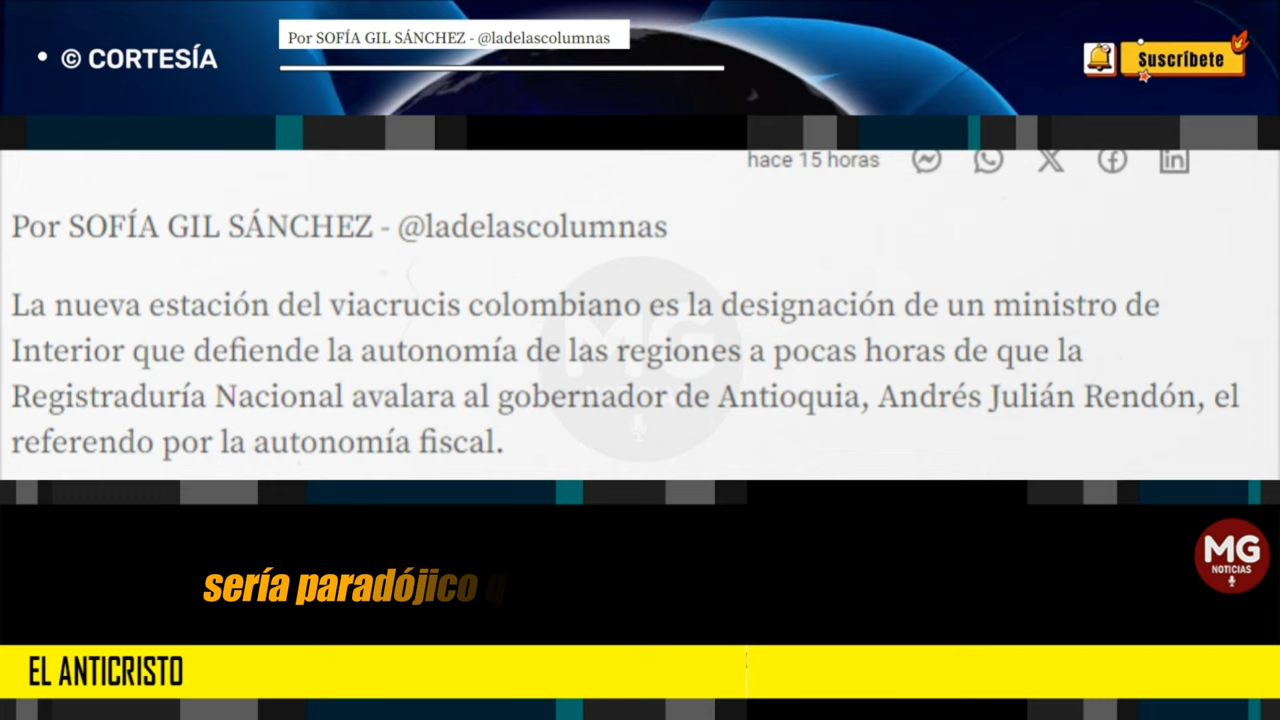 • © CORTESÍA
Por SOFÍA GIL SÁNCHEZ - @ladelascolumnas
Suscríbete
hace 15 horas
Por SOFÍA GIL SÁNCHEZ - @ladelascolumnas
La nueva estación del viacrucis colombiano es la designación de un ministro de
Interior que defiende la autonomía de las regiones a pocas horas de que la
Registraduría Nacional avalara al gobernador de Antioquia, Andrés Julián Rendón, el
referendo por la autonomía fiscal.
MG
NOTICIAS
sería paradójico q
MG
NOTICIAS
EL ANTICRISTO